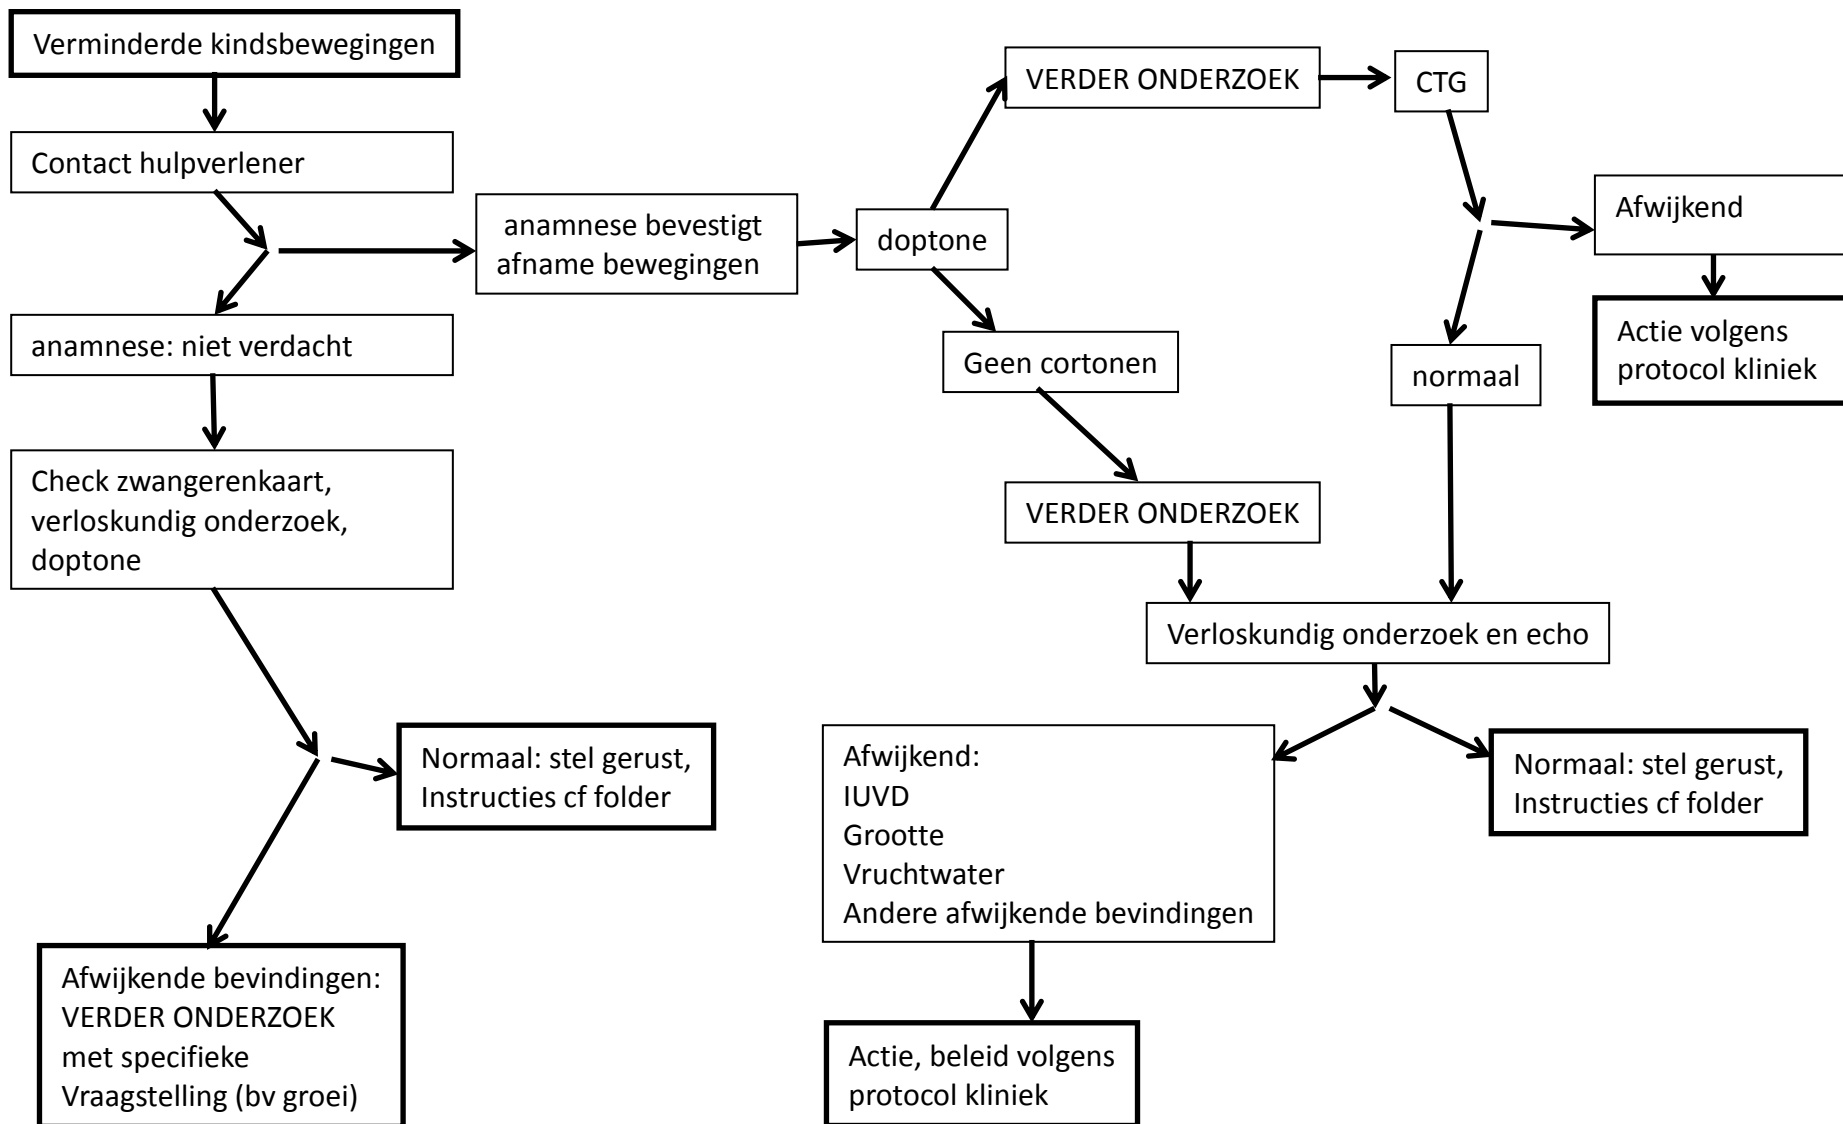 Verminderde kindsbewegingen
Contact hulpverlener
anamnese: niet verdacht
Check zwangerenkaart,
verloskundig onderzoek,
doptone
Normaal: stel gerust,
Instructies cf folder
Afwijkende bevindingen:
VERDER ONDERZOEK
met specifieke
Vraagstelling (bv groei)
anamnese bevestigt
afname bewegingen
doptone
VERDER ONDERZOEK
CTG
Afwijkend
Actie volgens
protocol kliniek
normaal
Geen cortonen
VERDER ONDERZOEK
Verloskundig onderzoek en echo
Afwijkend:
IUVD
Grootte
Vruchtwater
Andere afwijkende bevindingen
Normaal: stel gerust,
Instructies cf folder
Actie, beleid volgens
protocol kliniek